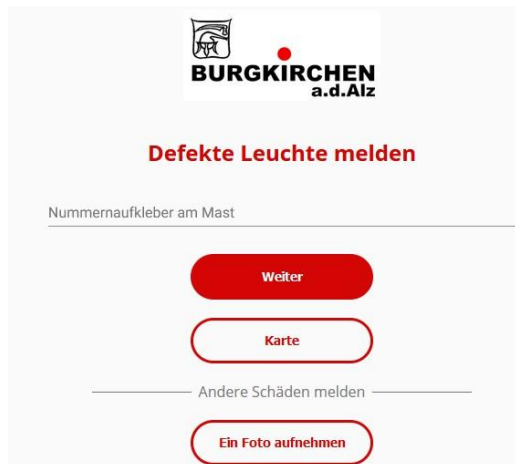 BURGKIRCHEN
a.d.Alz
Defekte Leuchte melden
Nummernaufkleber am Mast
Weiter
Karte
Andere Schäden melden
Ein Foto aufnehmen